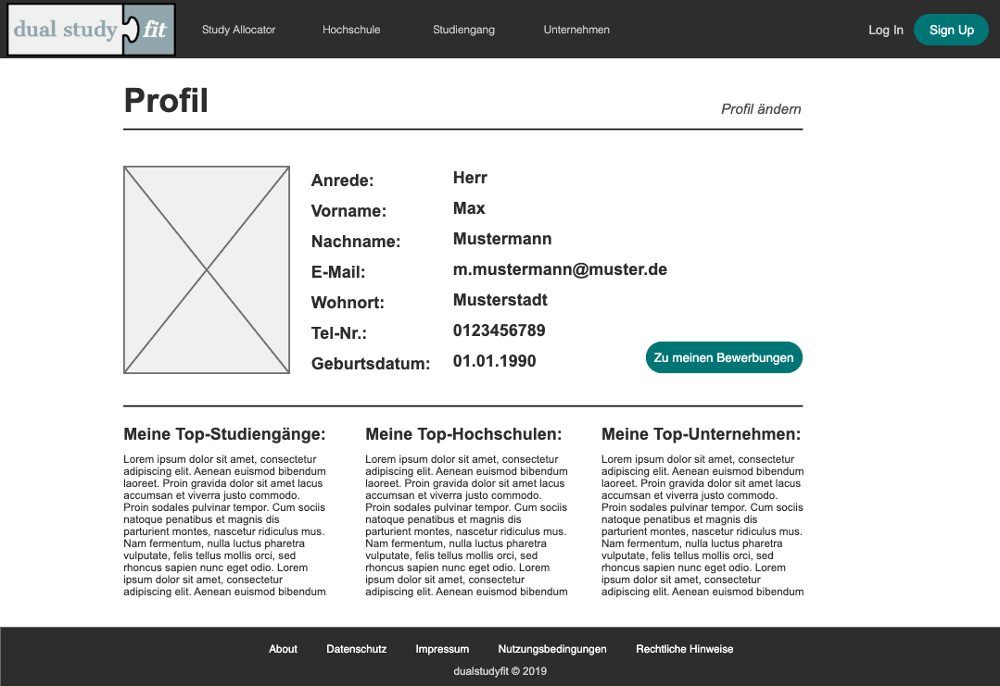 dual study fit
Study Allocator
Hochschule
Studiengang
Unternehmen
Log In
Sign Up
Profil
Profil ändern
Anrede: Herr
Vorname: Max
Nachname: Mustermann
E-Mail: m.mustermann@muster.de
Wohnort: Musterstadt
Tel-Nr.: 0123456789
Geburtsdatum: 01.01.1990
Zu meinen Bewerbungen
Meine Top-Studiengänge:
Lorem ipsum dolor sit amet, consectetur
adipiscing elit. Aenean euismod bibendum
laoreet. Proin gravida dolor sit amet lacus
accumsan et viverra justo commodo.
Proin sodales pulvinar tempor. Cum sociis
natoque penatibus et magnis dis
parturient montes, nascetur ridiculus mus.
Nam fermentum, nulla luctus pharetra
vulputate, felis tellus mollis orci, sed
rhoncus sapien nunc eget odio. Lorem
ipsum dolor sit amet, consectetur
adipiscing elit. Aenean euismod bibendum
Meine Top-Hochschulen:
Lorem ipsum dolor sit amet, consectetur
adipiscing elit. Aenean euismod bibendum
laoreet. Proin gravida dolor sit amet lacus
accumsan et viverra justo commodo.
Proin sodales pulvinar tempor. Cum sociis
natoque penatibus et magnis dis
parturient montes, nascetur ridiculus mus.
Nam fermentum, nulla luctus pharetra
vulputate, felis tellus mollis orci, sed
rhoncus sapien nunc eget odio. Lorem
ipsum dolor sit amet, consectetur
adipiscing elit. Aenean euismod bibendum
Meine Top-Unternehmen:
Lorem ipsum dolor sit amet, consectetur
adipiscing elit. Aenean euismod bibendum
laoreet. Proin gravida dolor sit amet lacus
accumsan et viverra justo commodo.
Proin sodales pulvinar tempor. Cum sociis
natoque penatibus et magnis dis
parturient montes, nascetur ridiculus mus.
Nam fermentum, nulla luctus pharetra
vulputate, felis tellus mollis orci, sed
rhoncus sapien nunc eget odio. Lorem
ipsum dolor sit amet, consectetur
adipiscing elit. Aenean euismod bibendum
About
Datenschutz
Impressum
Nutzungsbedingungen
Rechtliche Hinweise
dualstudyfit © 2019